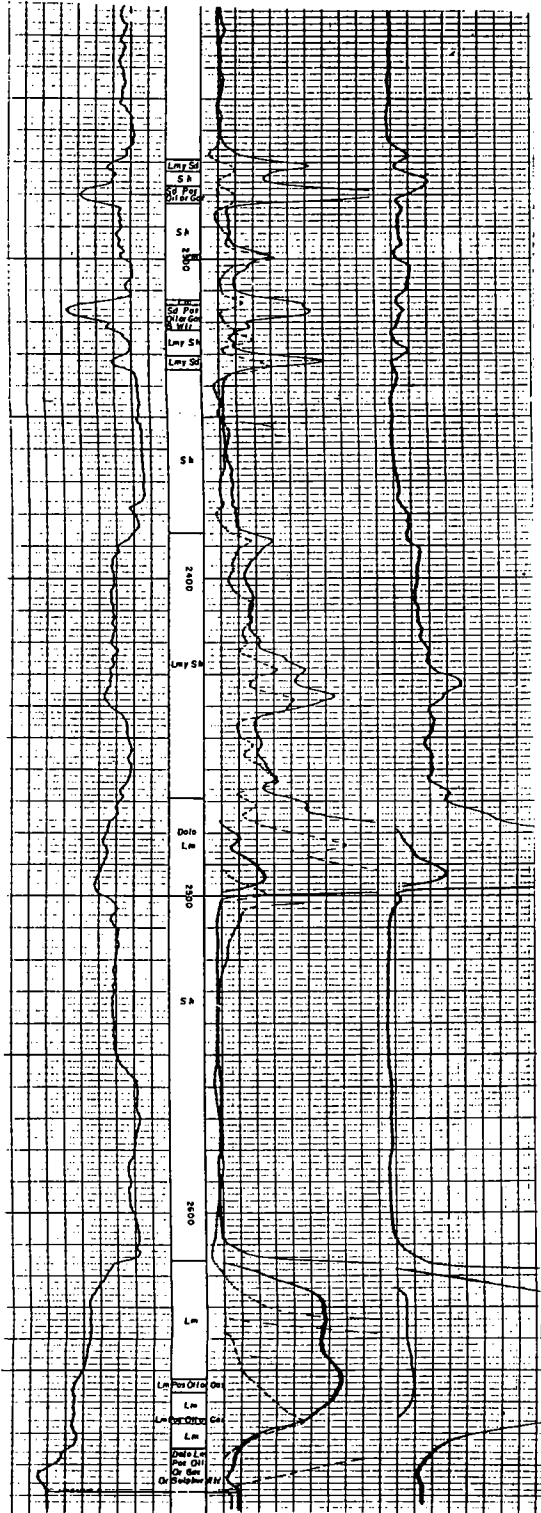 Lmy Sd
Sh
Sd Pos
Oil or Gas
Sh
2300
Lm
Sd Pos
Oil or Gas
& Wtr
Lmy Sh
Lmy Sd
Sh
2400
Lmy Sh
Dolo
Lm
2500
Sh
2600
Lm
Lm Pos Oil or Gas
Lm
Lm Pos Oil or Gas
Lm
Dolo Lm
Pos Oil
Or Gas
Or Sulphur Wtr